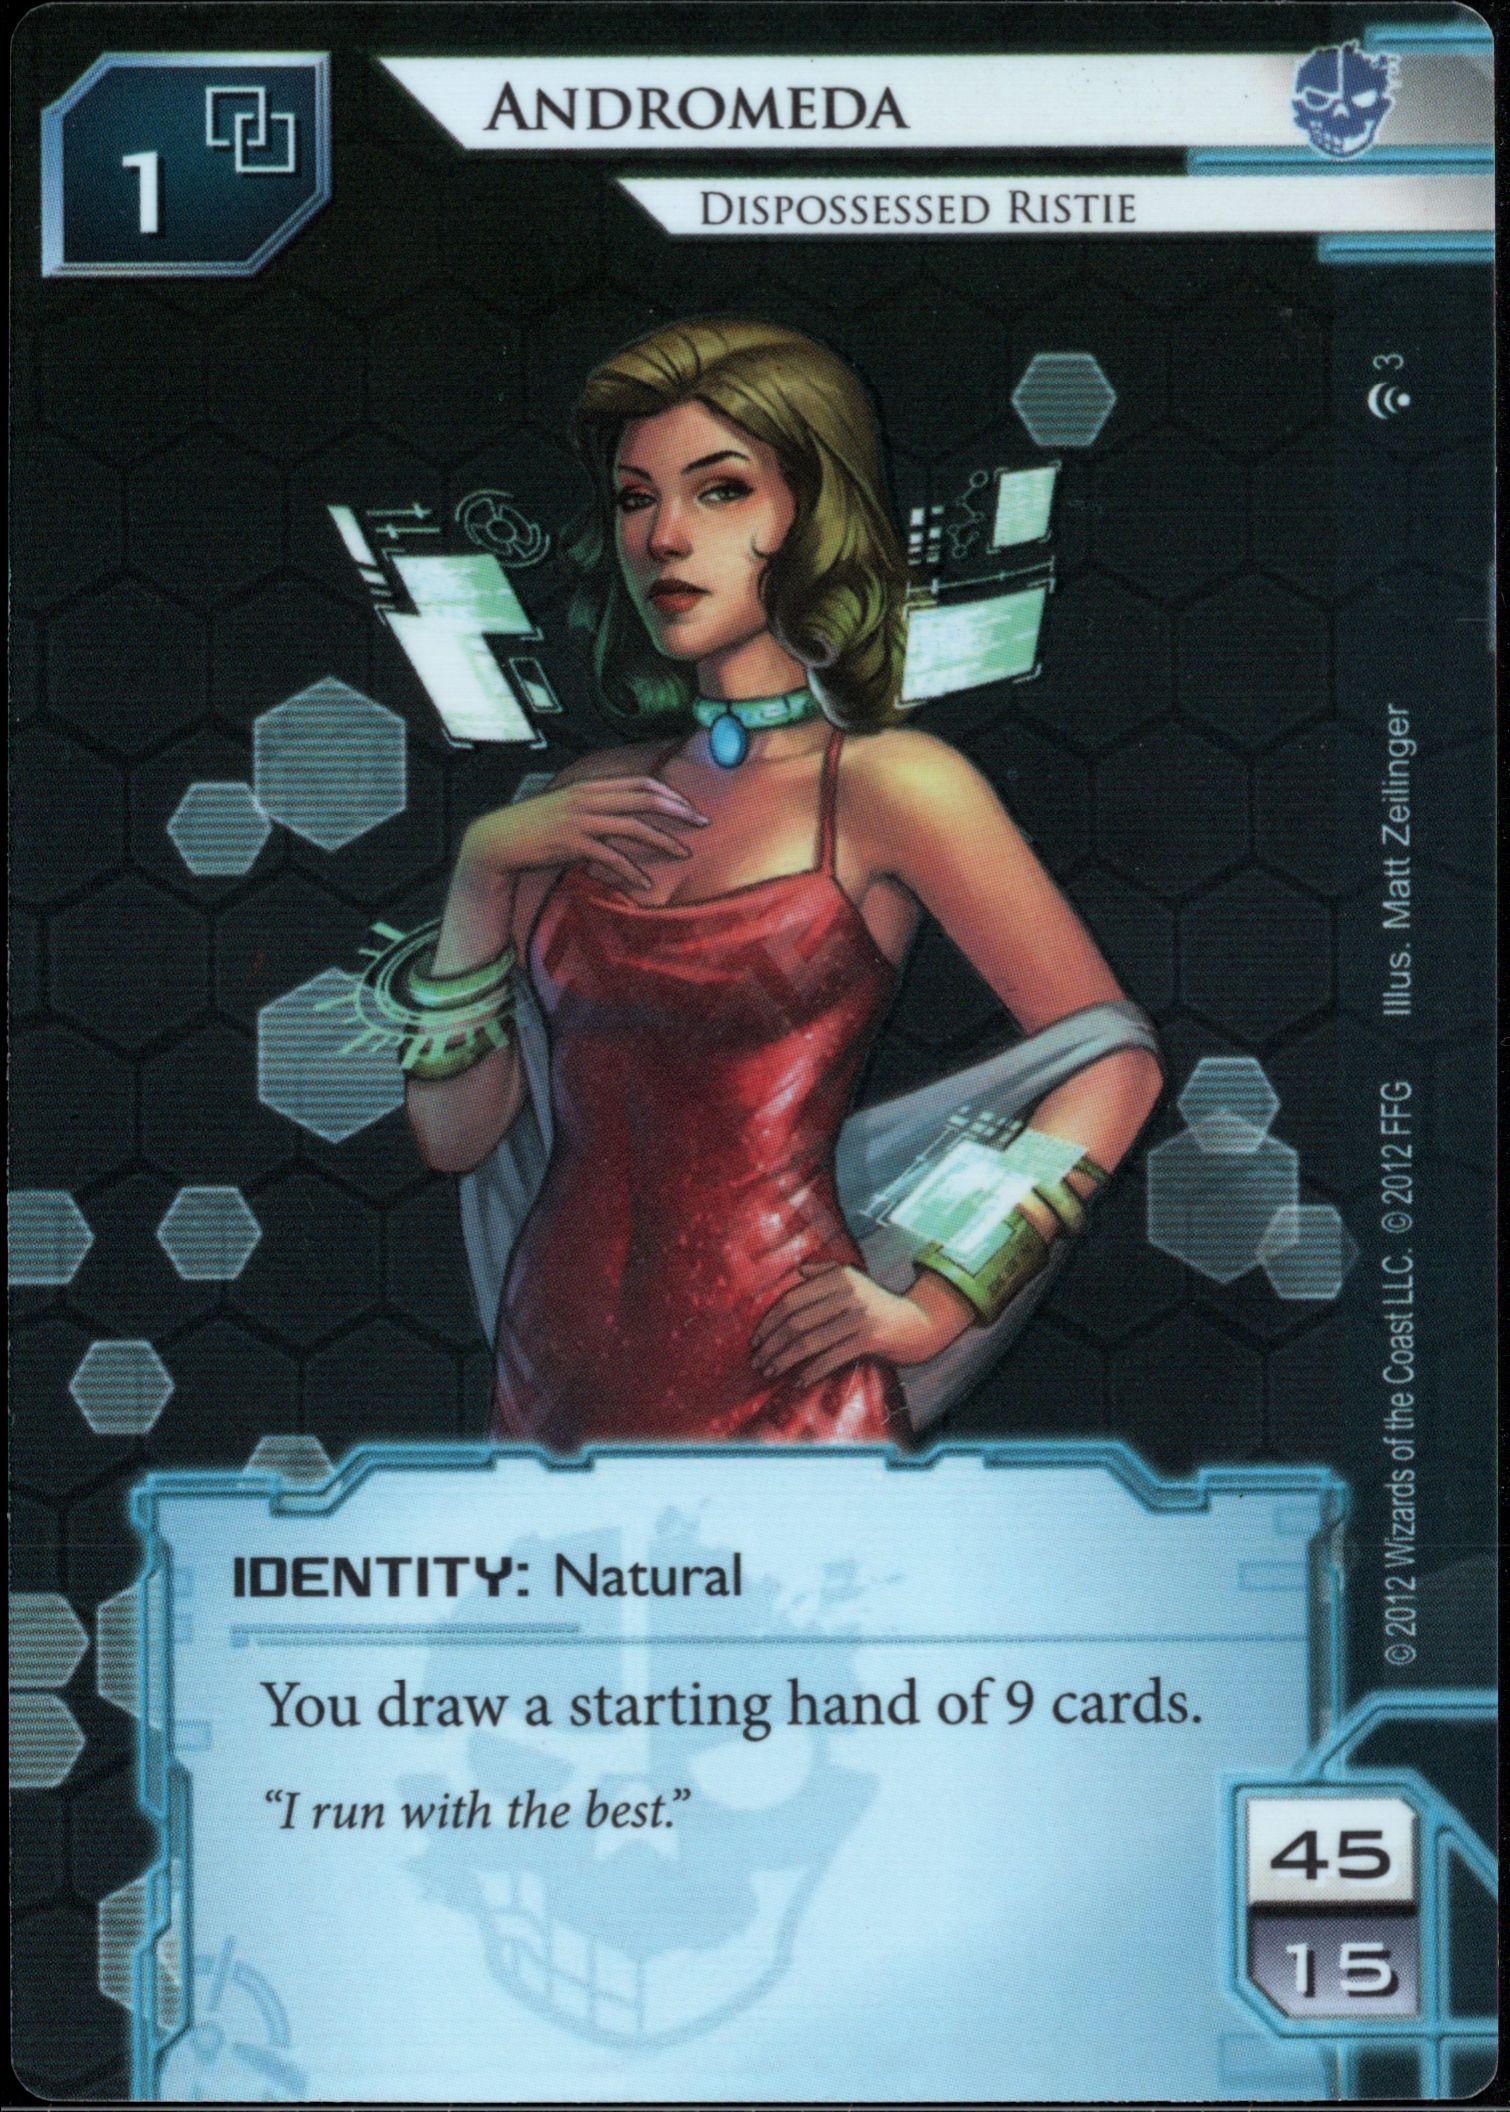 1
ANDROMEDA
DISPOSSESSED RISTIE
3
Illus. Matt Zeilinger
© 2012 Wizards of the Coast LLC. © 2012 FFG
IDENTITY: Natural
You draw a starting hand of 9 cards.
“I run with the best.”
45
15